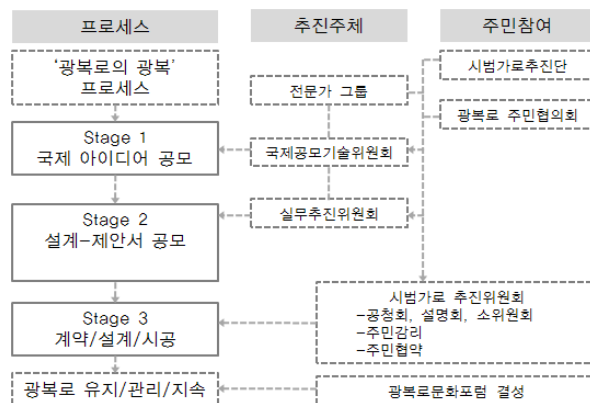 프로세스
추진주체
주민참여
‘광복로의 광복’
프로세스
Stage 1
국제 아이디어 공모
Stage 2
설계-제안서 공모
Stage 3
계약/설계/시공
광복로 유지/관리/지속
전문가 그룹
국제공모기술위원회
실무추진위원회
시범가로추진단
광복로 주민협의회
시범가로 추진위원회
-공청회, 설명회, 소위원회
-주민감리
-주민협약
광복로문화포럼 결성